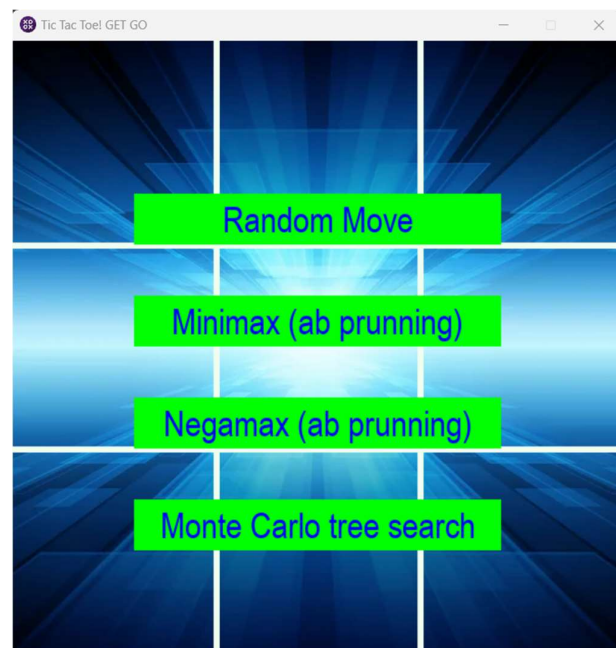 Tic Tac Toe! GET GO
Random Move
Minimax (ab prunning)
Negamax (ab prunning)
Monte Carlo tree search